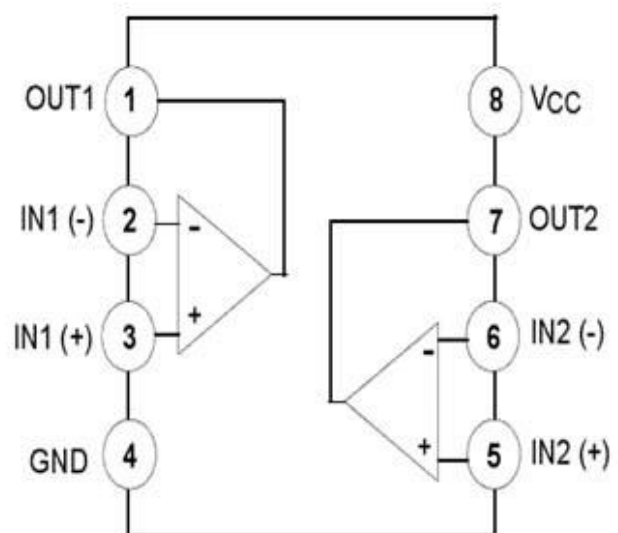 OUT1 1
8 VCC
IN1 (-) 2 -
7 OUT2
IN1 (+) 3 +
- 6 IN2 (-)
GND 4
+ 5 IN2 (+)